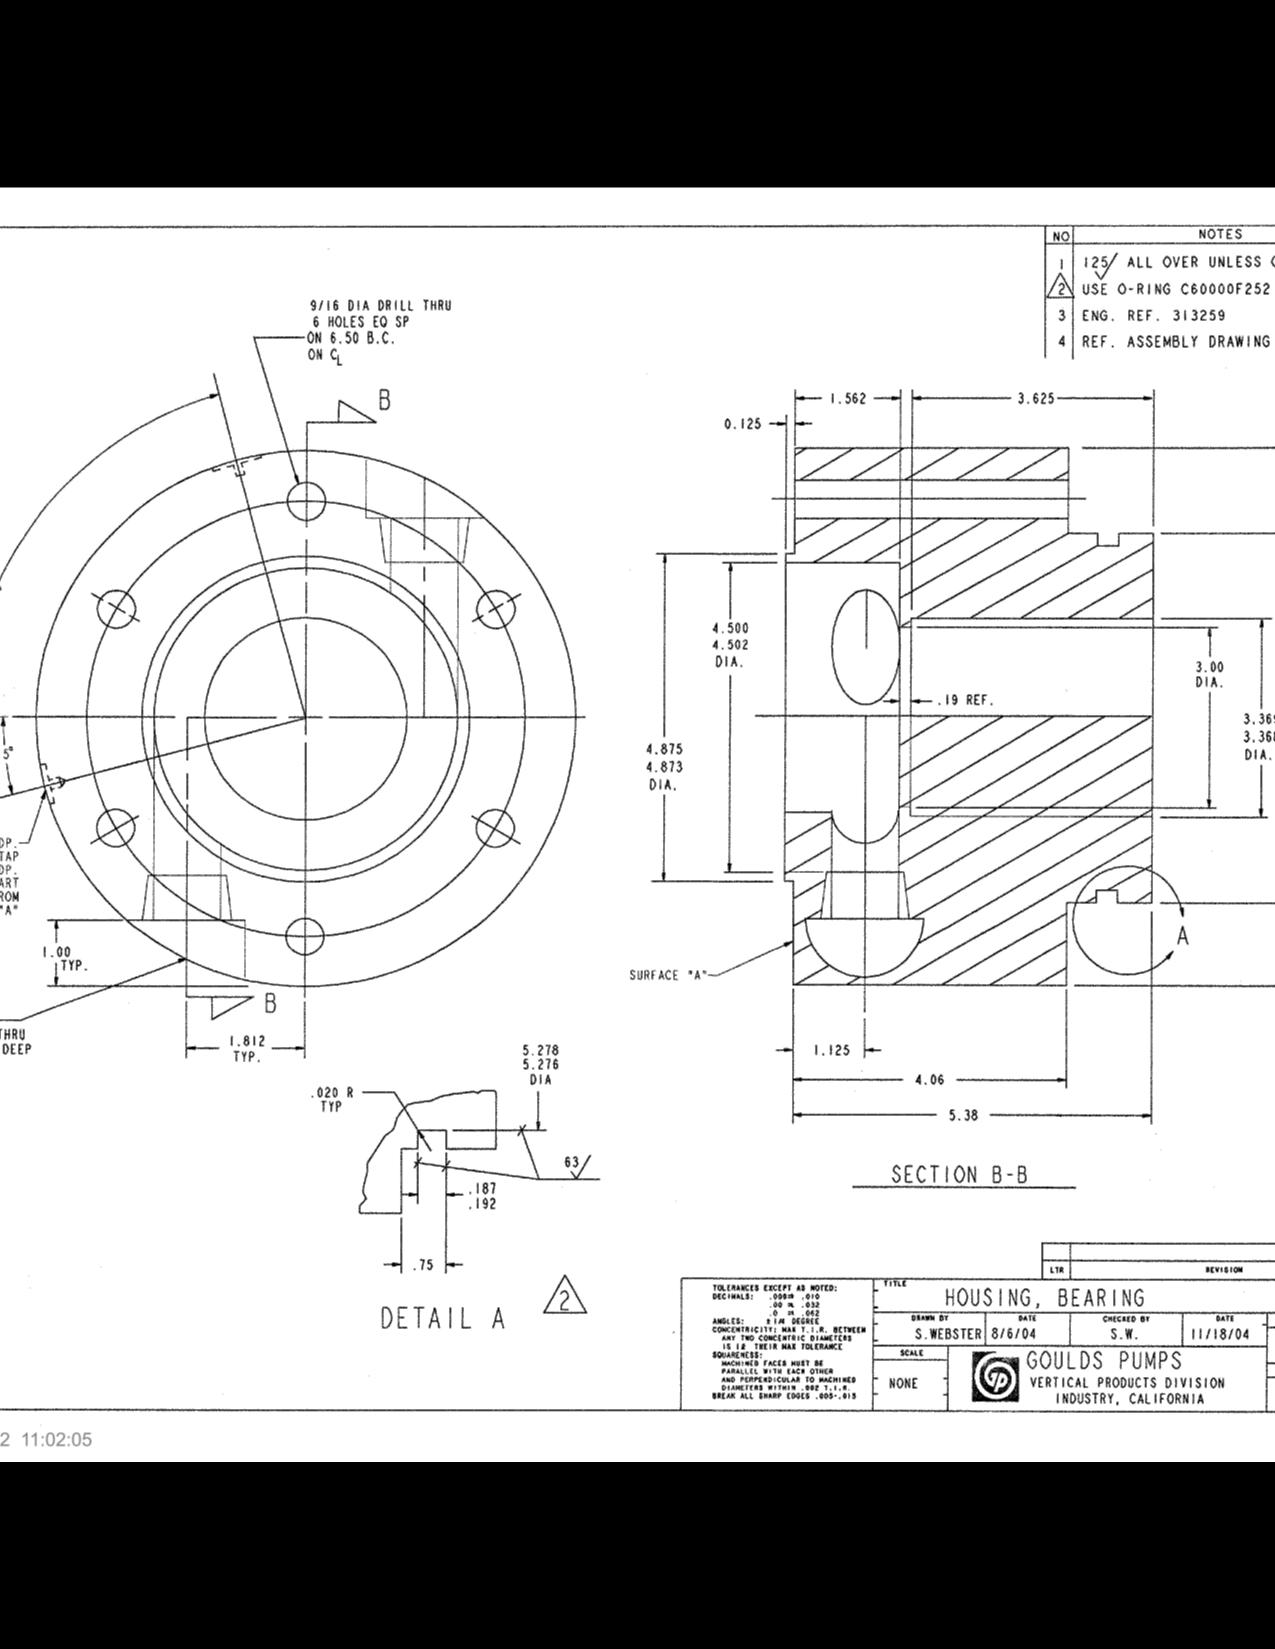 NO NOTES
1 125 ALL OVER UNLESS
2 USE O-RING C60000F252
3 ENG. REF. 313259
4 REF. ASSEMBLY DRAWING
9/16 DIA DRILL THRU
6 HOLES EQ SP
ON 6.50 B.C.
ON CL
B
1.562
3.625
0.125
4.500
4.502
DIA.
3.00
DIA.
.19 REF.
4.875
4.873
DIA.
3.36
3.36
DIA.
5°
DP.
TAP
DP.
ART
ROM
"A"
1.00
TYP.
THRU
DEEP
B
1.812
TYP.
SURFACE "A"
A
1.125
4.06
5.38
SECTION B-B
5.278
5.276
DIA
.020 R
TYP
63
.187
.192
.75
DETAIL A
2
LTR REVISION
TOLERANCES EXCEPT AS NOTED:
DECIMALS: .000± .010
.00 ± .032
.0 ± .062
ANGLES: ± 1/4 DEGREE
CONCENTRICITY: MAX T.I.R. BETWEEN
ANY TWO CONCENTRIC DIAMETERS
IS 1/2 THEIR MAX TOLERANCE
SQUARENESS:
MACHINED FACES MUST BE
PARALLEL WITH EACH OTHER
AND PERPENDICULAR TO MACHINED
DIAMETERS WITHIN .002 T.I.R.
BREAK ALL SHARP EDGES .005-.015
TITLE
HOUSING, BEARING
DRAWN BY DATE CHECKED BY DATE
S.WEBSTER 8/6/04 S.W. 11/18/04
SCALE
NONE
GOULDS PUMPS
VERTICAL PRODUCTS DIVISION
INDUSTRY, CALIFORNIA
2 11:02:05